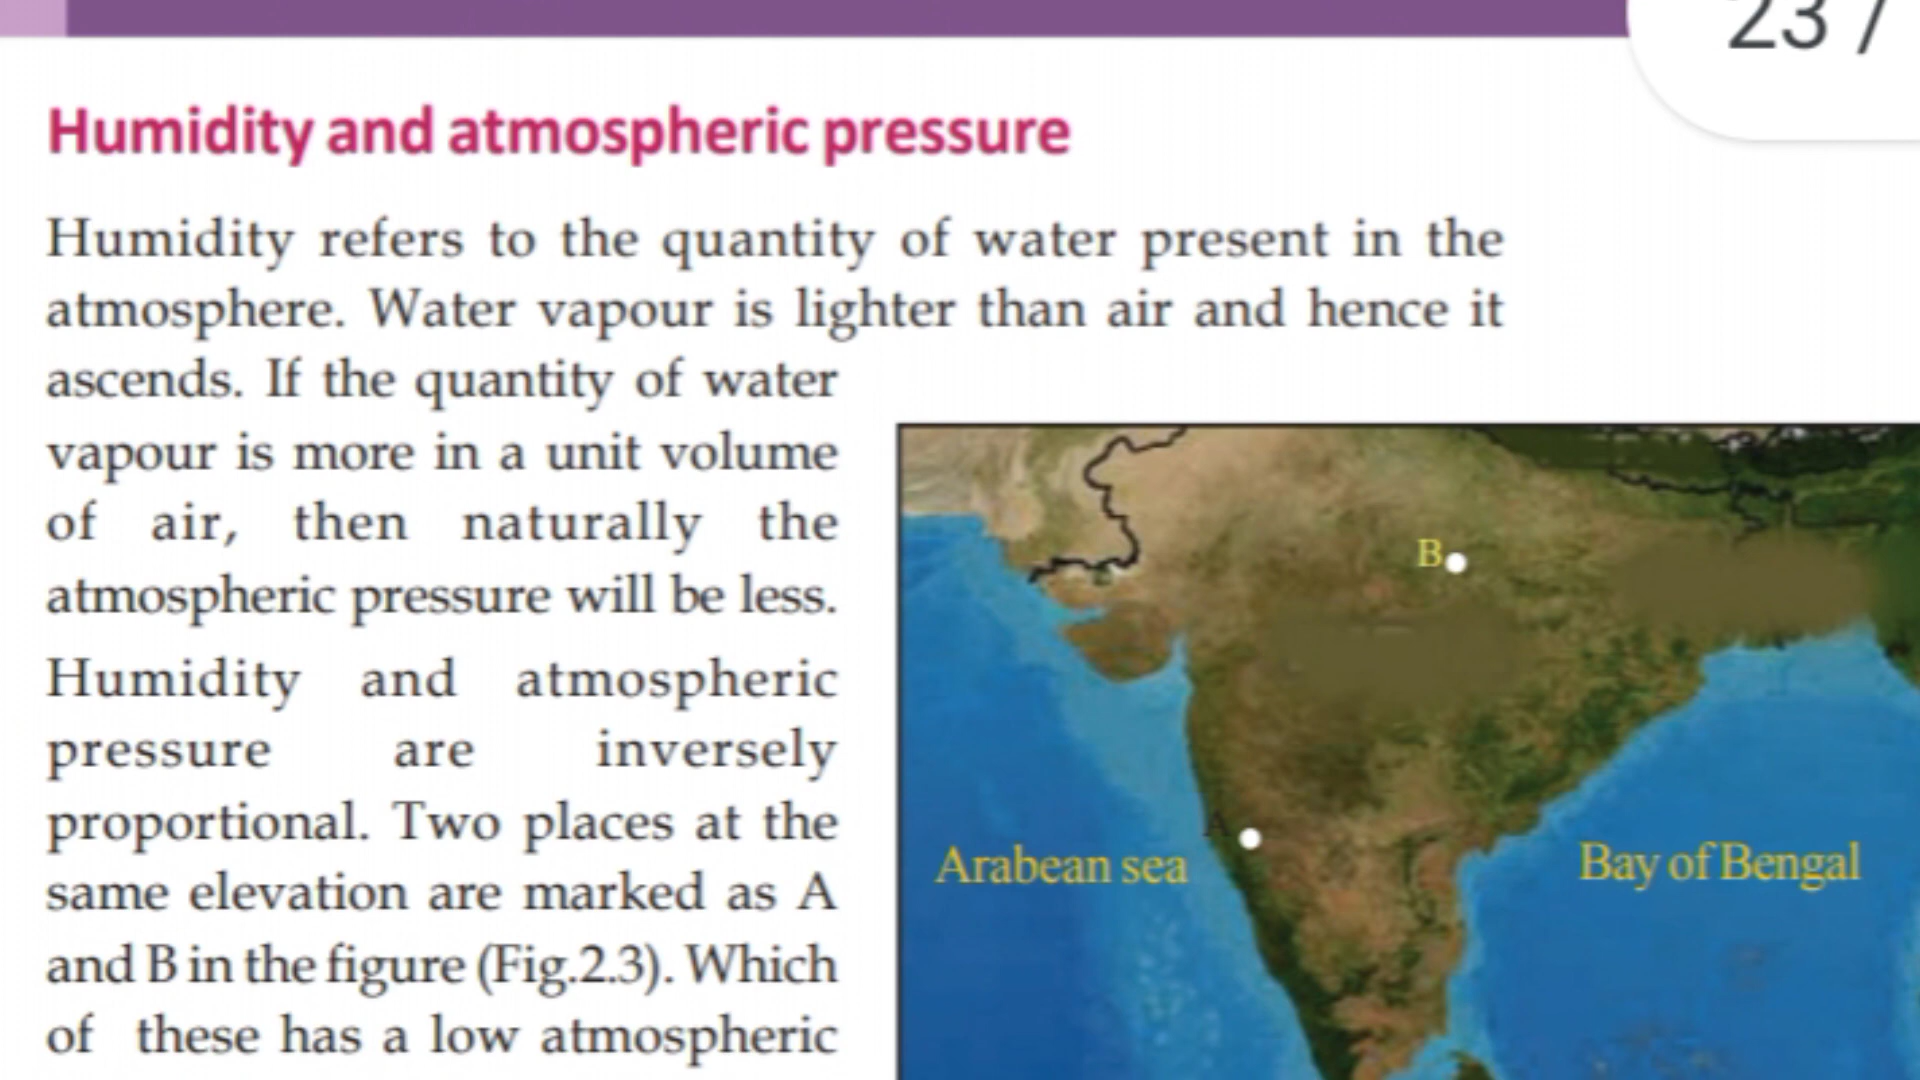 23 /
Humidity and atmospheric pressure
Humidity refers to the quantity of water present in the
atmosphere. Water vapour is lighter than air and hence it
ascends. If the quantity of water
vapour is more in a unit volume
of air, then naturally the
atmospheric pressure will be less.
Humidity and atmospheric
pressure are inversely
proportional. Two places at the
same elevation are marked as A
and B in the figure (Fig.2.3). Which
of these has a low atmospheric
B
A
Arabean sea
Bay of Bengal